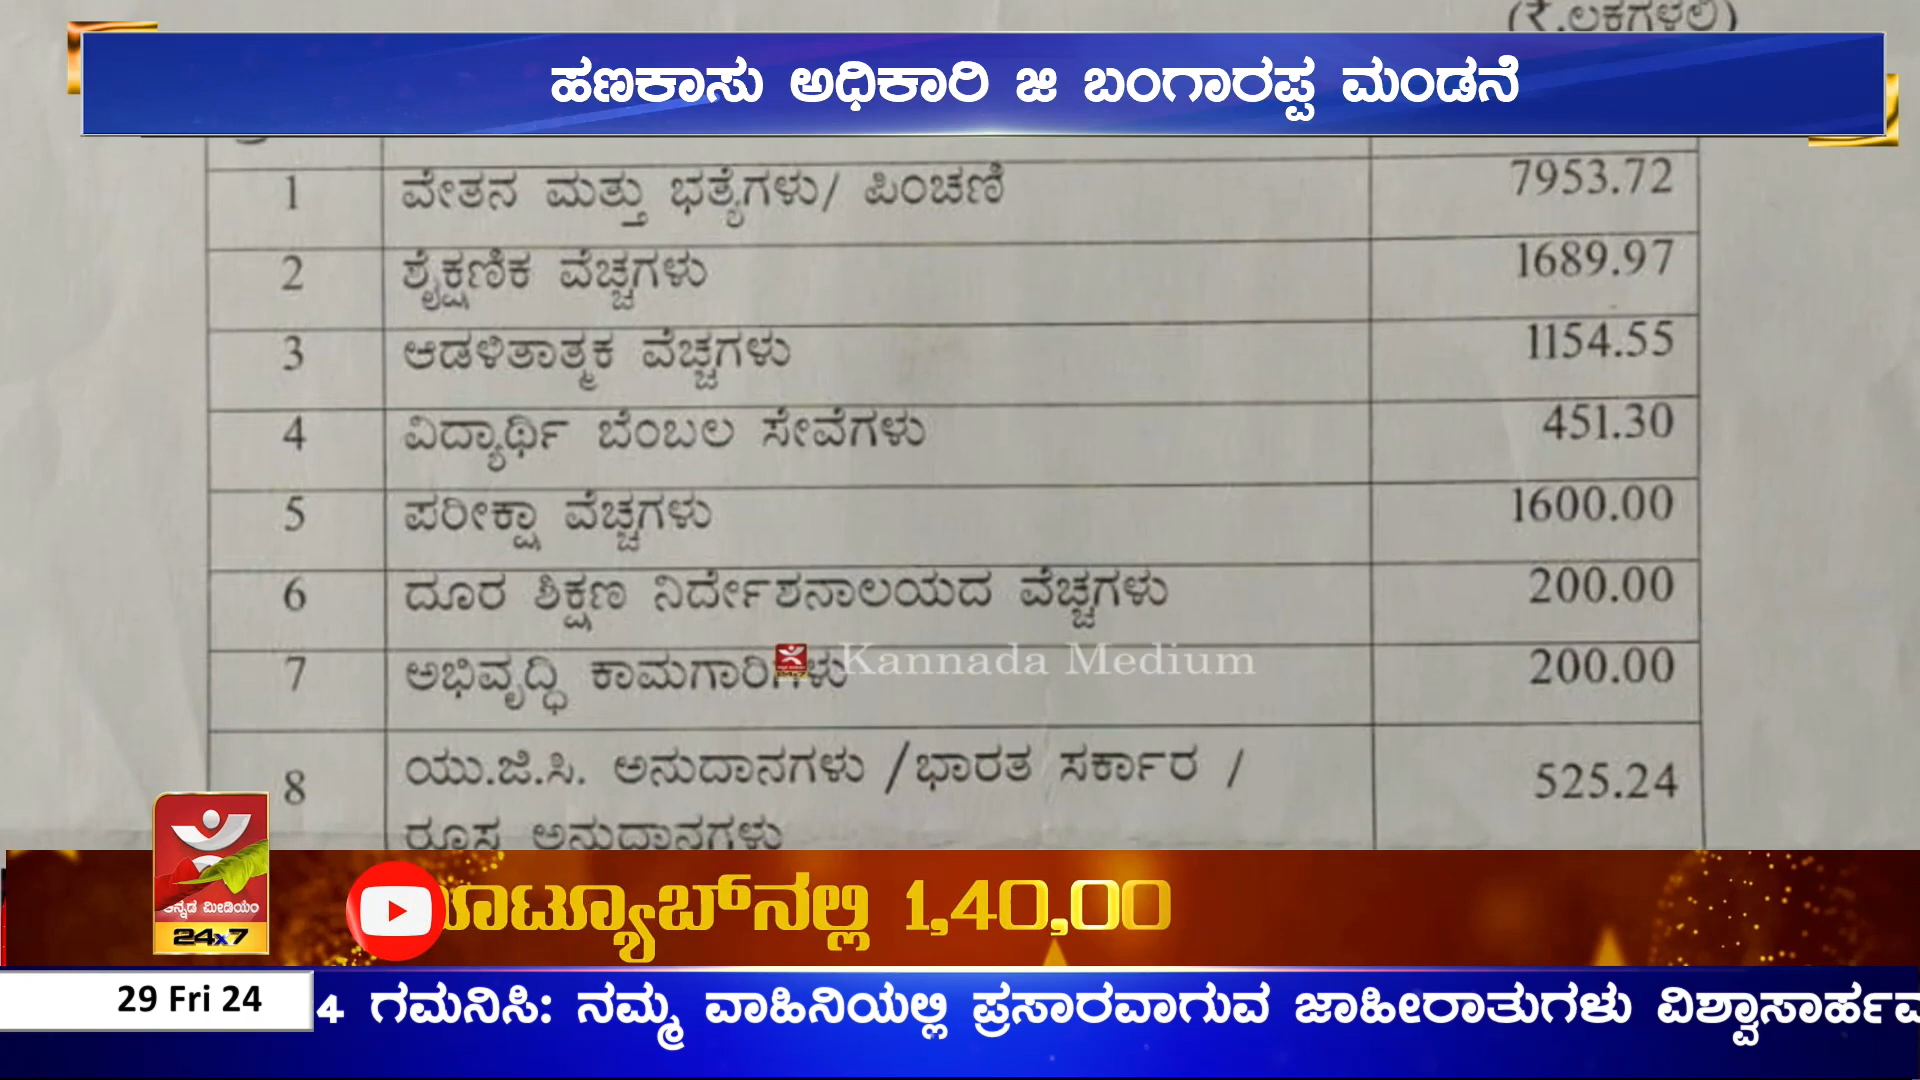 (₹.ಲಕ್ಷಗಳಲ್ಲಿ)
ಹಣಕಾಸು ಅಧಿಕಾರಿ ಜಿ ಬಂಗಾರಪ್ಪ ಮಂಡನೆ
1 ವೇತನ ಮತ್ತು ಭತ್ಯೆಗಳು/ ಪಿಂಚಣಿ 7953.72
2 ಶೈಕ್ಷಣಿಕ ವೆಚ್ಚಗಳು 1689.97
3 ಆಡಳಿತಾತ್ಮಕ ವೆಚ್ಚಗಳು 1154.55
4 ವಿದ್ಯಾರ್ಥಿ ಬೆಂಬಲ ಸೇವೆಗಳು 451.30
5 ಪರೀಕ್ಷಾ ವೆಚ್ಚಗಳು 1600.00
6 ದೂರ ಶಿಕ್ಷಣ ನಿರ್ದೇಶನಾಲಯದ ವೆಚ್ಚಗಳು 200.00
7 ಅಭಿವೃದ್ಧಿ ಕಾಮಗಾರಿಗಳು 200.00
Kannada Medium
8 ಯು.ಜಿ.ಸಿ. ಅನುದಾನಗಳು /ಭಾರತ ಸರ್ಕಾರ / 525.24
ರೂಸ ಅನುದಾನಗಳು
ಕನ್ನಡ ಮೀಡಿಯಂ
24x7
1,40,00
29 Fri 24
4 ಗಮನಿಸಿ: ನಮ್ಮ ವಾಹಿನಿಯಲ್ಲಿ ಪ್ರಸಾರವಾಗುವ ಜಾಹೀರಾತುಗಳು